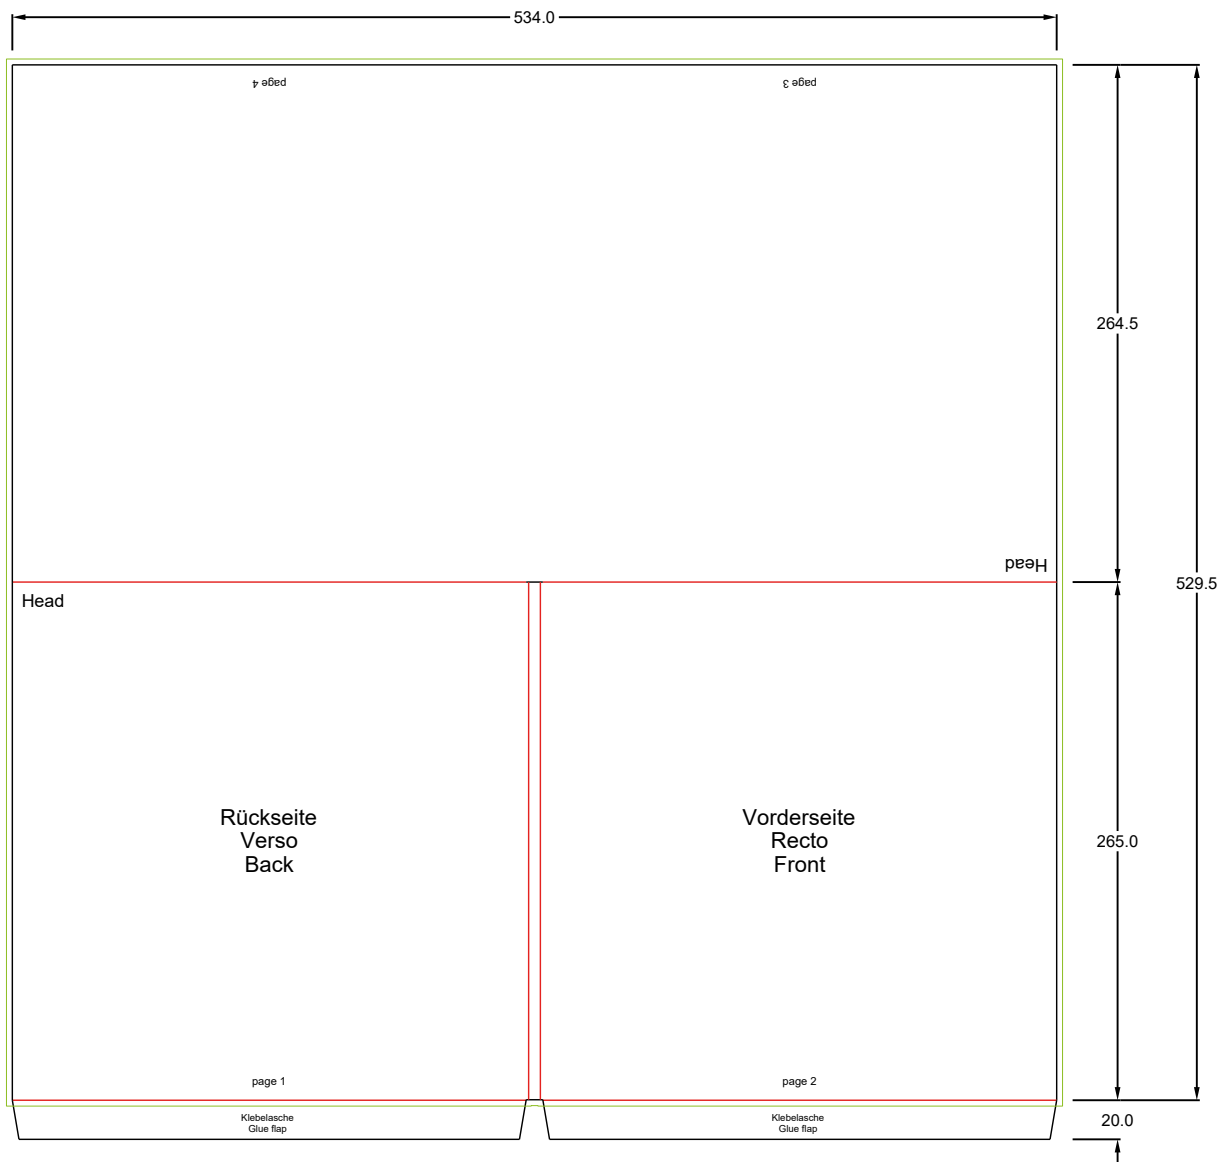 534.0
page 4
page 3
264.5
Head
529.5
Head
Rückseite
Verso
Back
Vorderseite
Recto
Front
265.0
page 1
page 2
Klebelasche
Glue flap
Klebelasche
Glue flap
20.0